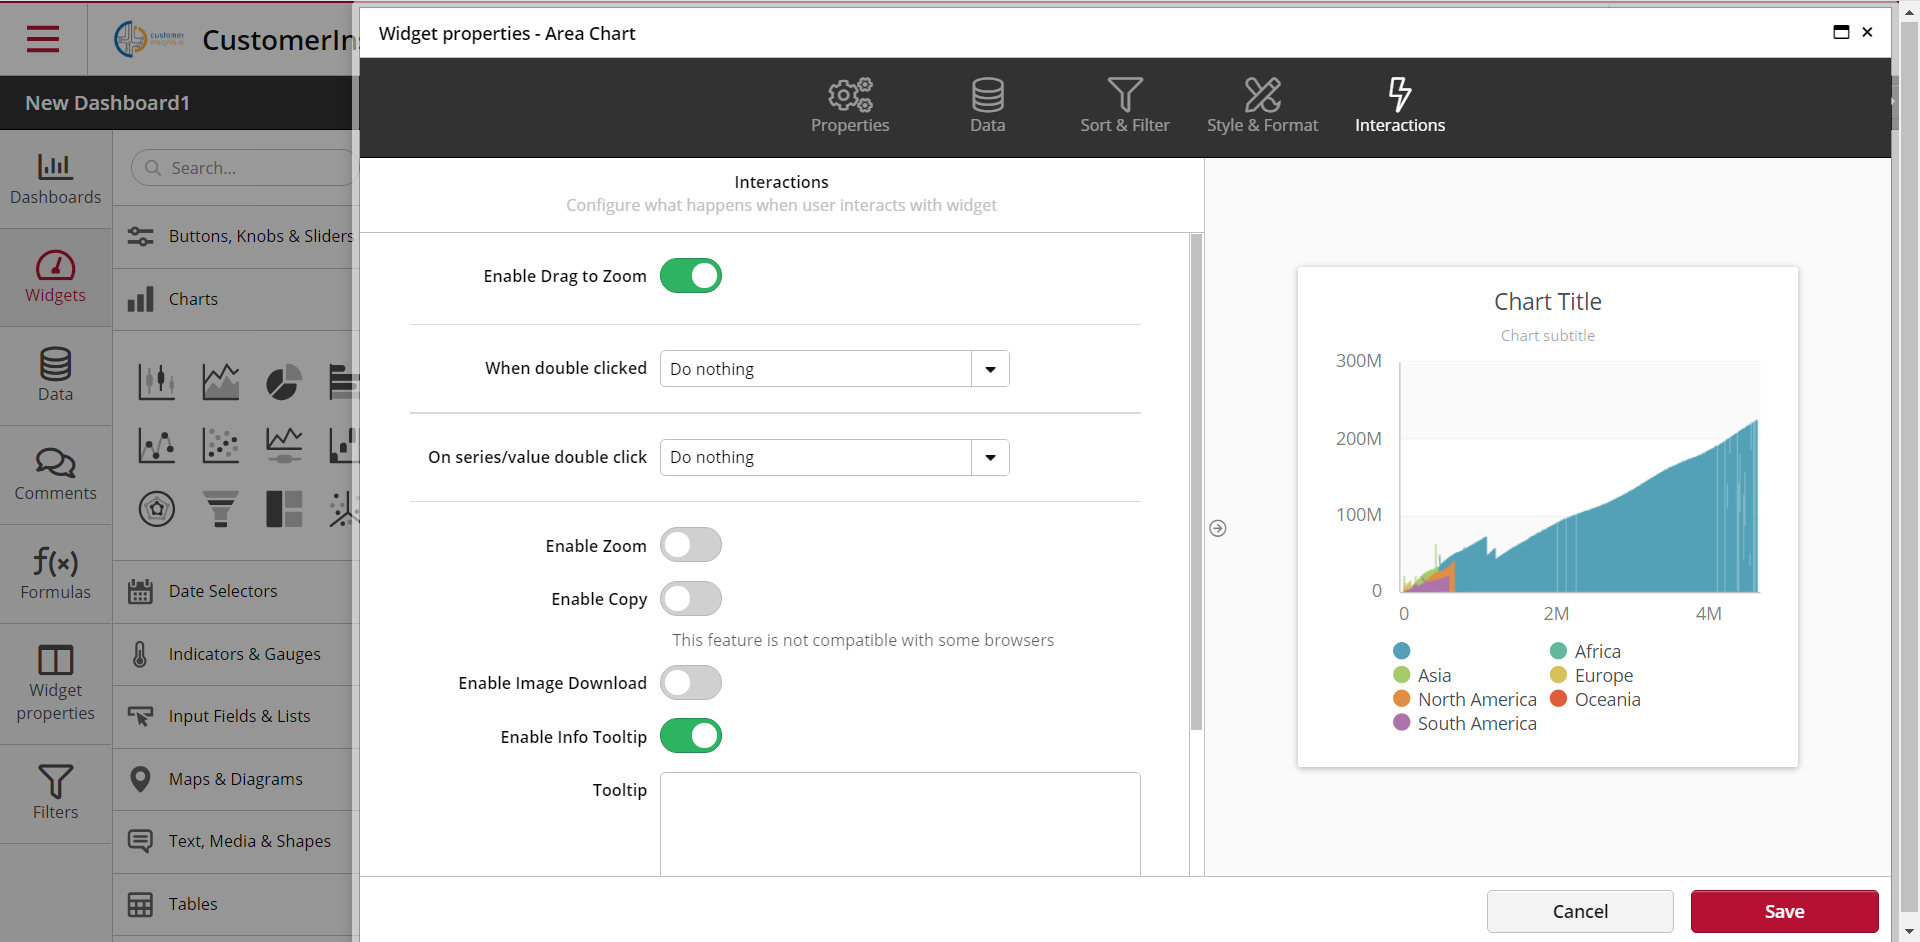 customer
insights.ai
CustomerIn
New Dashboard1
Dashboards
Widgets
Data
Comments
f(x)
Formulas
Widget
properties
Filters
Search...
Buttons, Knobs & Sliders
Charts
Date Selectors
Indicators & Gauges
Input Fields & Lists
Maps & Diagrams
Text, Media & Shapes
Tables
Widget properties - Area Chart
Properties
Data
Sort & Filter
Style & Format
Interactions
Interactions
Configure what happens when user interacts with widget
Enable Drag to Zoom
When double clicked
Do nothing
On series/value double click
Do nothing
Enable Zoom
Enable Copy
This feature is not compatible with some browsers
Enable Image Download
Enable Info Tooltip
Tooltip
Chart Title
Chart subtitle
300M
200M
100M
0
0 2M 4M
Africa
Asia Europe
North America Oceania
South America
Cancel
Save